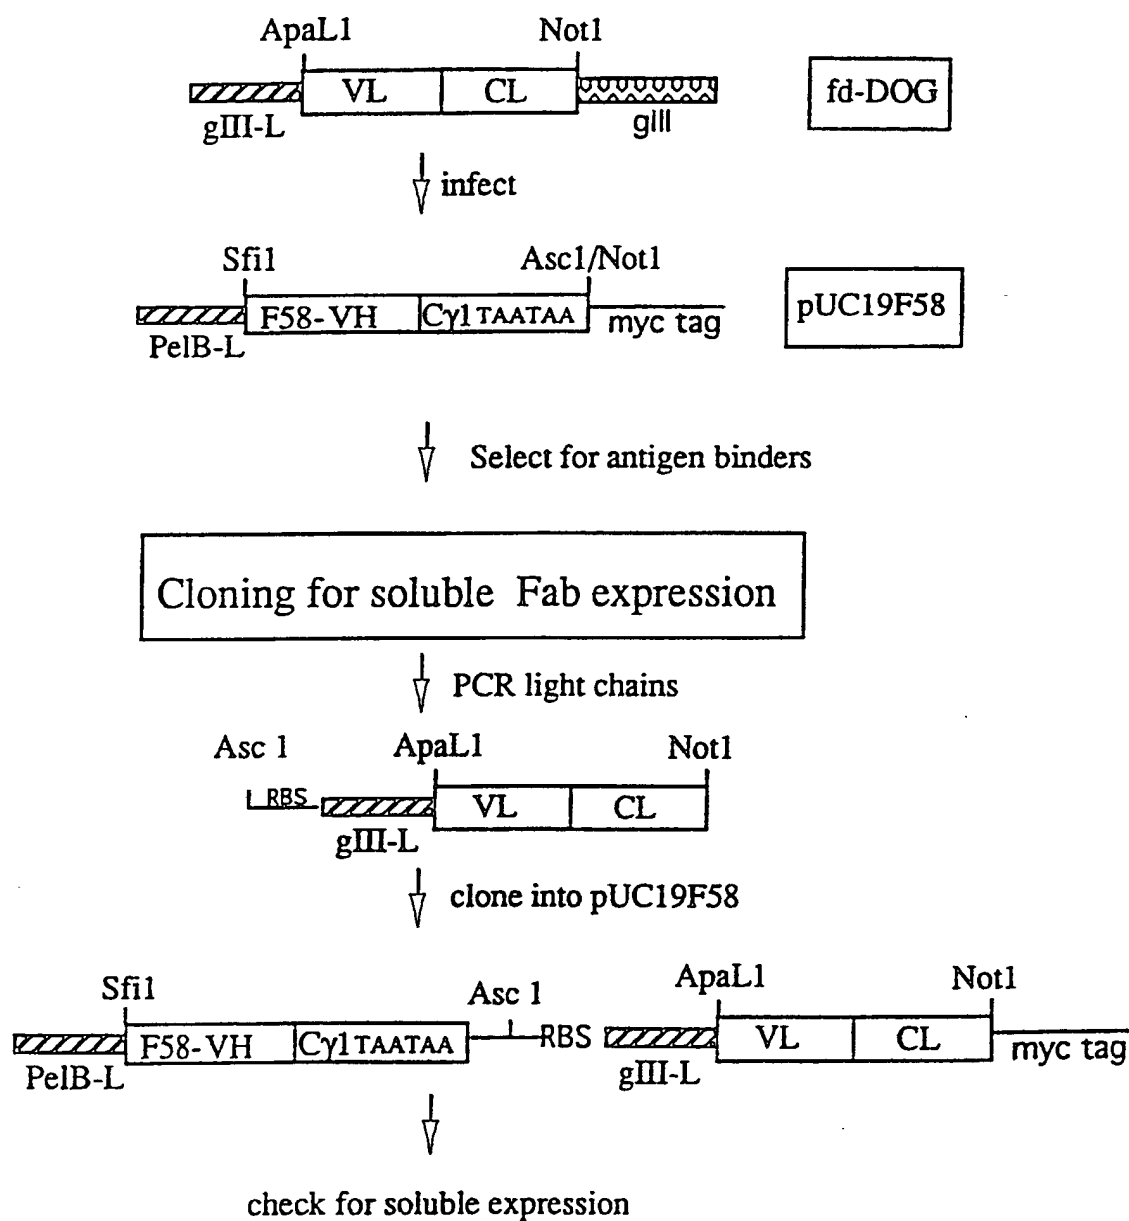 ApaL1 Not1
VL CL
gIII-L gIII
fd-DOG
infect
Sfi1 Asc1/Not1
F58-VH Cγ1 TAATAA
PelB-L myc tag
pUC19F58
Select for antigen binders
Cloning for soluble Fab expression
PCR light chains
Asc 1 ApaL1 Not1
RBS VL CL
gIII-L
clone into pUC19F58
Sfi1 Asc 1 ApaL1 Not1
F58-VH Cγ1 TAATAA RBS VL CL
PelB-L gIII-L myc tag
check for soluble expression